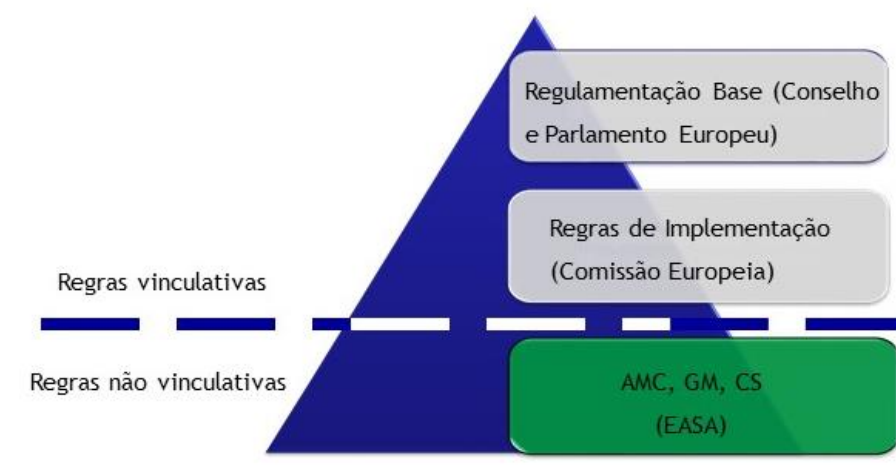 Regulamentação Base (Conselho
e Parlamento Europeu)
Regras de Implementação
(Comissão Europeia)
Regras vinculativas
Regras não vinculativas
AMC, GM, CS
(EASA)